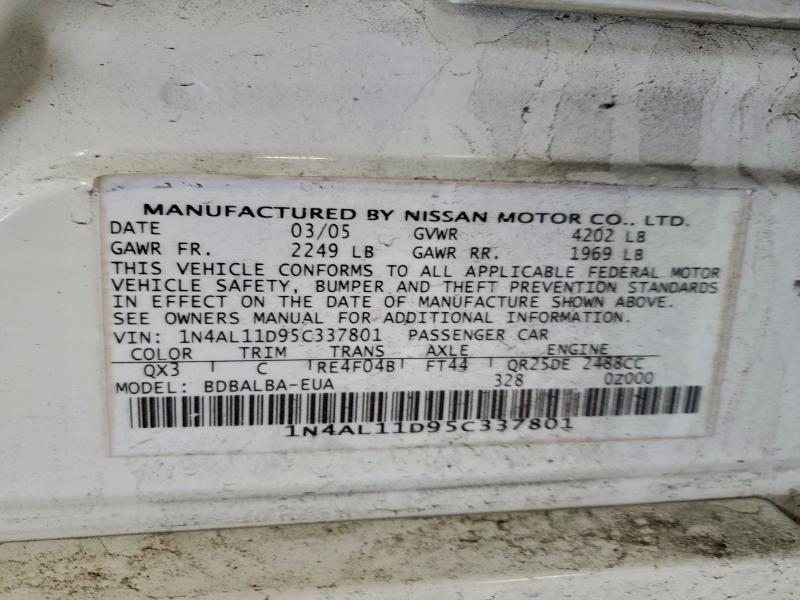 MANUFACTURED BY NISSAN MOTOR CO., LTD.
DATE 03/05 GVWR 4202 LB
GAWR FR. 2249 LB GAWR RR. 1969 LB
THIS VEHICLE CONFORMS TO ALL APPLICABLE FEDERAL MOTOR
VEHICLE SAFETY, BUMPER AND THEFT PREVENTION STANDARDS
IN EFFECT ON THE DATE OF MANUFACTURE SHOWN ABOVE.
SEE OWNERS MANUAL FOR ADDITIONAL INFORMATION.
VIN: 1N4AL11D95C337801 PASSENGER CAR
COLOR TRIM TRANS AXLE ENGINE
QX3 C RE4F04B FT44 QR25DE 2488CC
MODEL: BDBALBA-EUA 328 0Z000
1N4AL11D95C337801